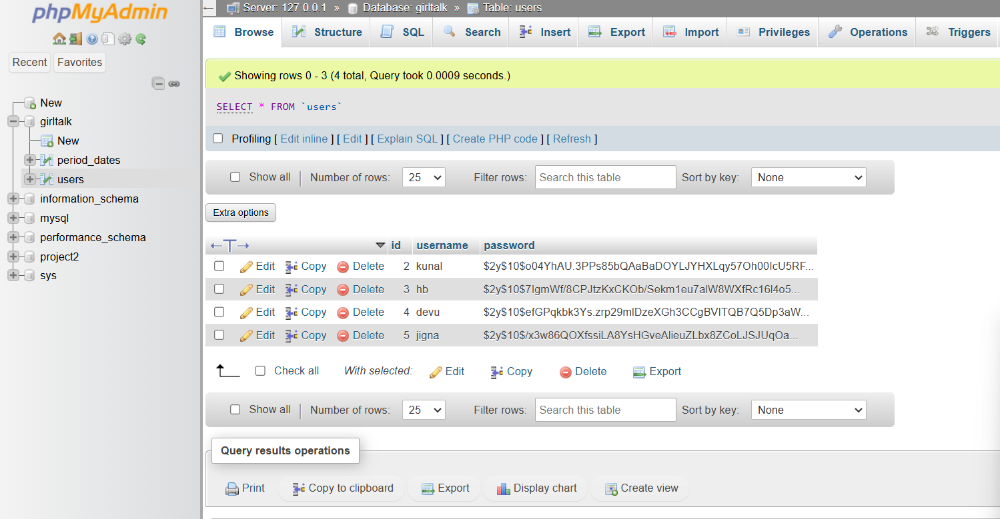 phpMyAdmin
Recent Favorites
New
girltalk
New
period_dates
users
information_schema
mysql
performance_schema
project2
sys
Server: 127.0.0.1 » Database: girltalk » Table: users
Browse Structure SQL Search Insert Export Import Privileges Operations Triggers
Showing rows 0 - 3 (4 total, Query took 0.0009 seconds.)
SELECT * FROM `users`
Profiling [ Edit inline ] [ Edit ] [ Explain SQL ] [ Create PHP code ] [ Refresh ]
Show all Number of rows: 25 Filter rows: Search this table Sort by key: None
Extra options
←T→ id username password
Edit Copy Delete 2 kunal $2y$10$o04YhAU.3PPs85bQAaBaDOYLJYHXLqy57Oh00IcU5RF...
Edit Copy Delete 3 hb $2y$10$7IgmWf/8CPJtzKxCKOb/Sekm1eu7alW8WXfRc16l4o5...
Edit Copy Delete 4 devu $2y$10$efGPqkbk3Ys.zrp29mlDzeXGh3CCgBVITQB7Q5Dp3aW...
Edit Copy Delete 5 jigna $2y$10$/x3w86QOXfssiLA8YsHGveAlieuZLbx8ZCoLJSJUqOa...
Check all With selected: Edit Copy Delete Export
Show all Number of rows: 25 Filter rows: Search this table Sort by key: None
Query results operations
Print Copy to clipboard Export Display chart Create view